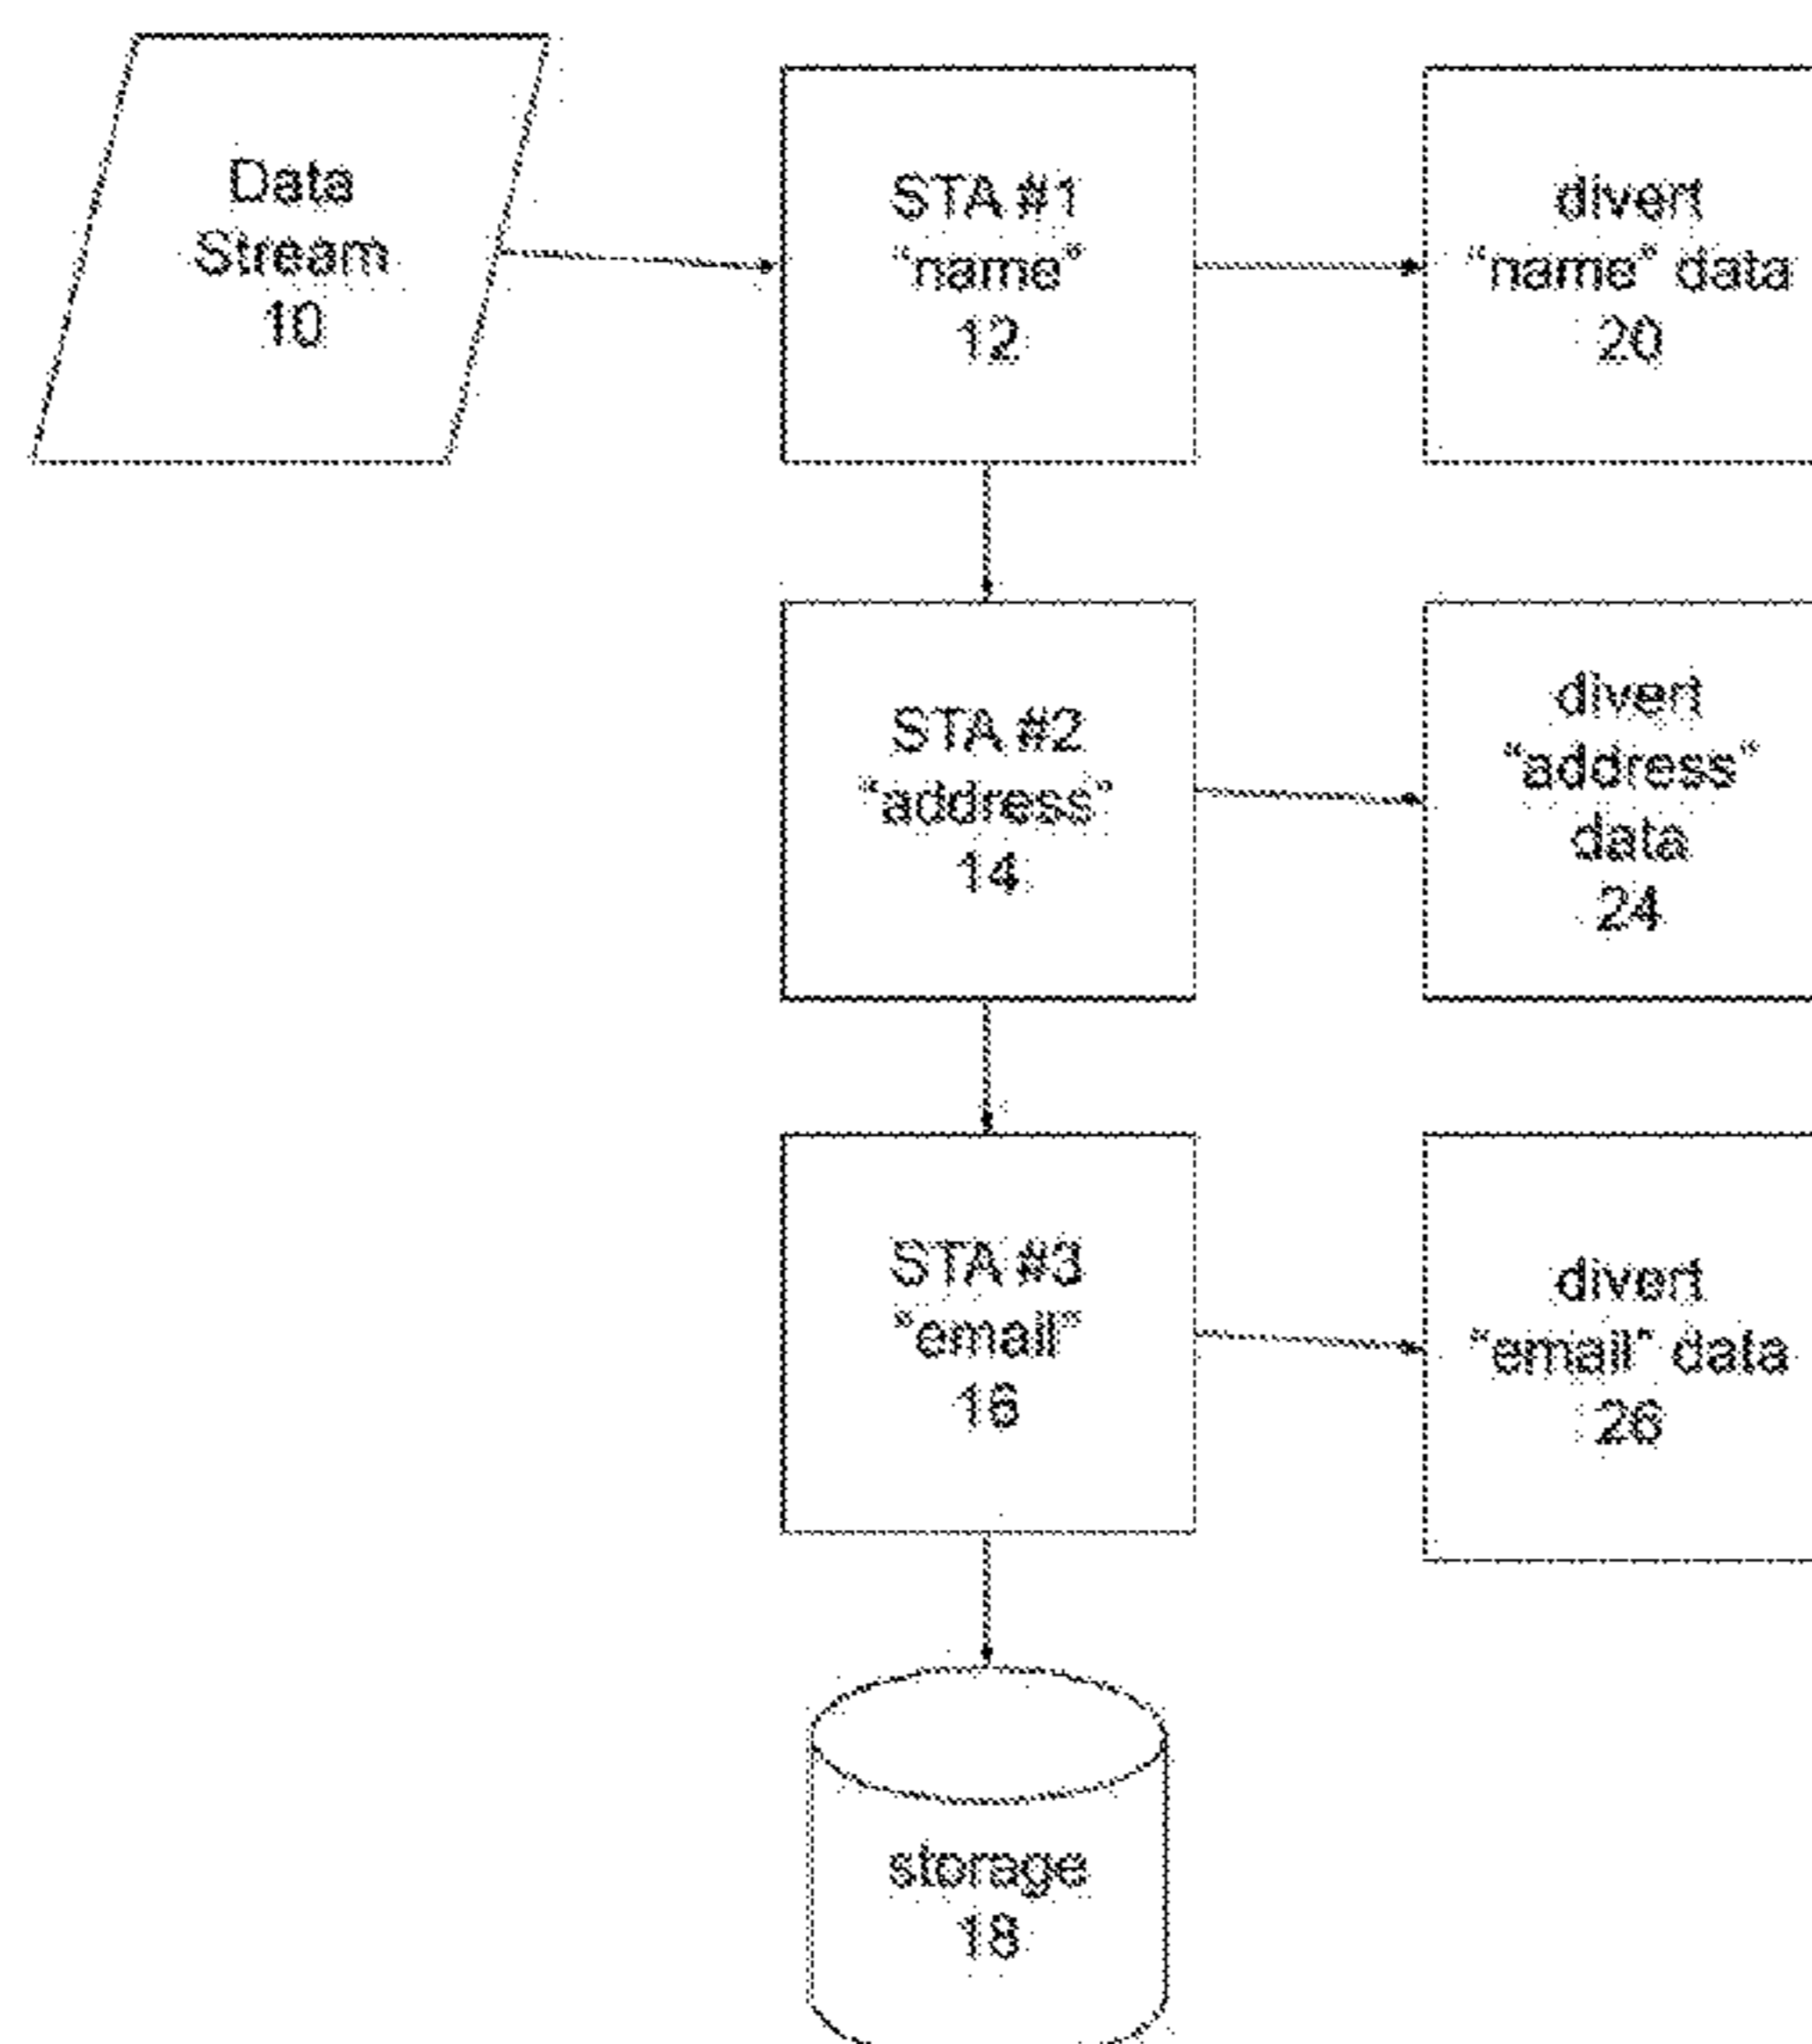 Data
Stream
10
STA #1
"name"
12
divert
"name" data
20
STA #2
"address"
14
divert
"address"
data
24
STA #3
"email"
16
divert
"email" data
26
storage
18